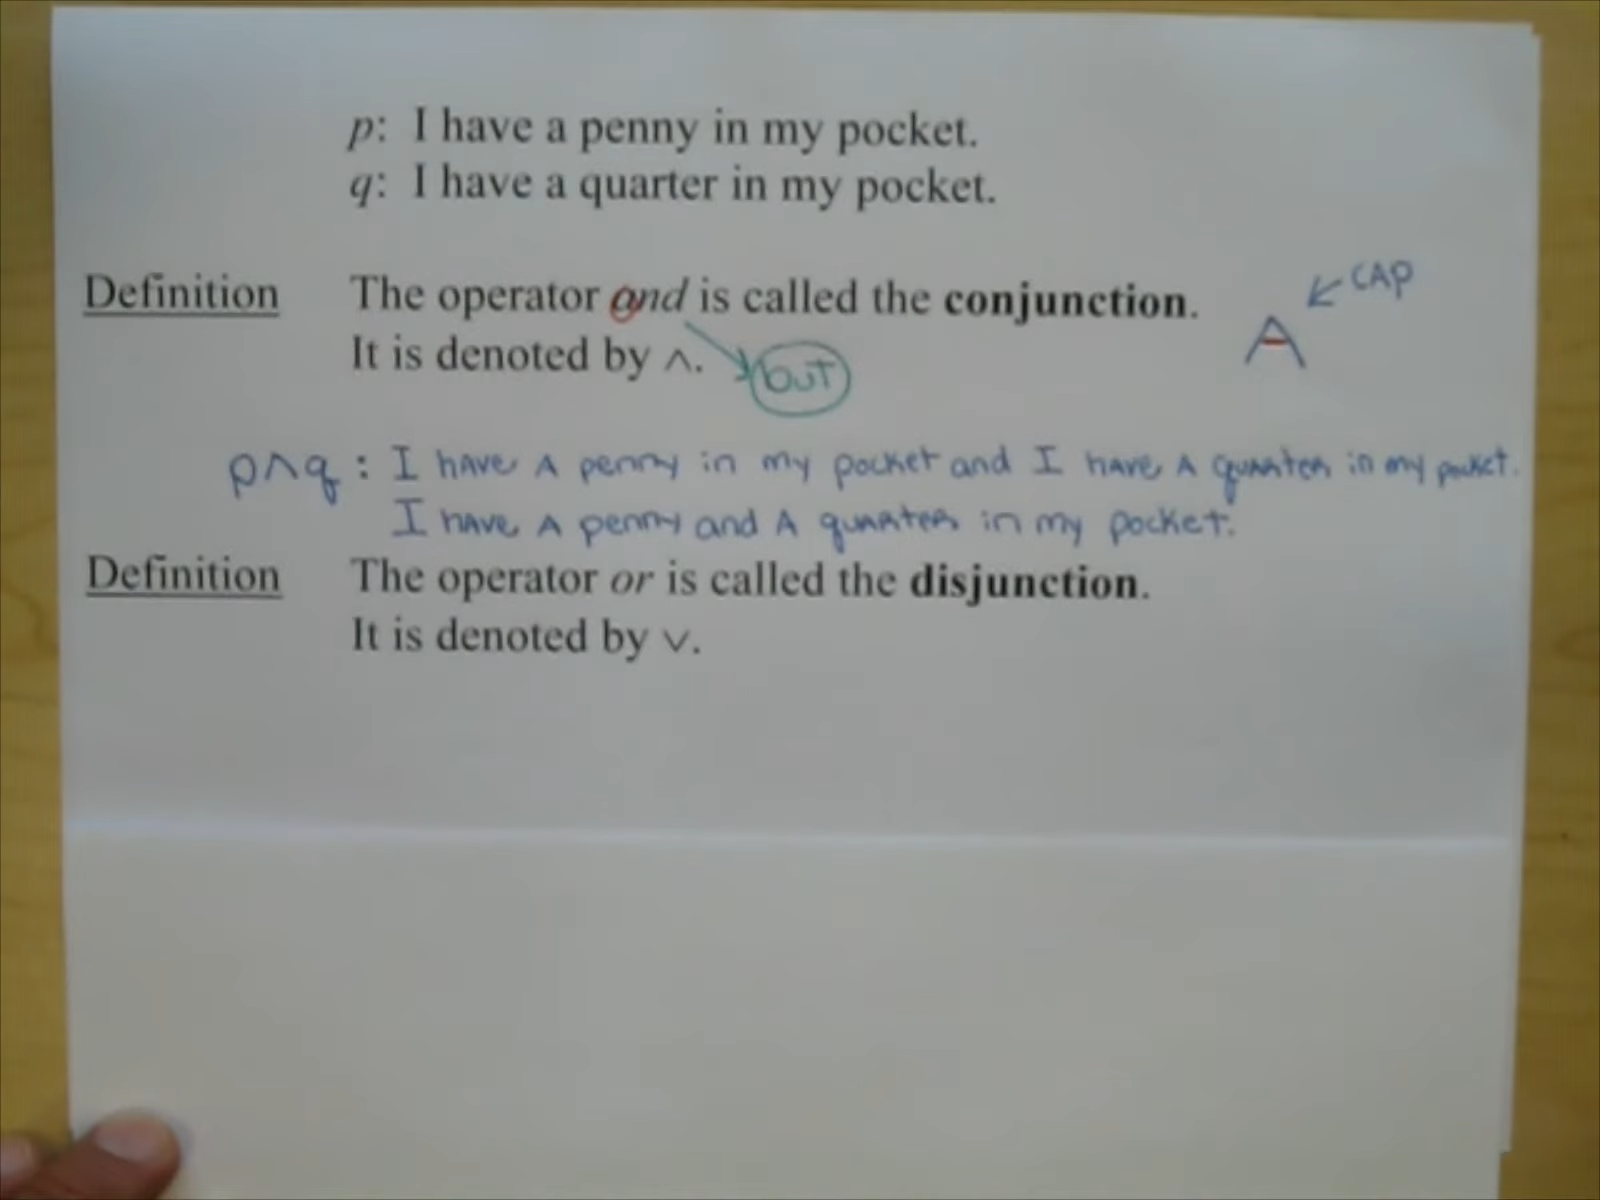 p: I have a penny in my pocket.
q: I have a quarter in my pocket.
Definition The operator and is called the conjunction.
CAP
A
It is denoted by ∧.
but
p∧q : I have a penny in my pocket and I have a quarter in my pocket.
I have a penny and a quarter in my pocket.
Definition The operator or is called the disjunction.
It is denoted by ∨.